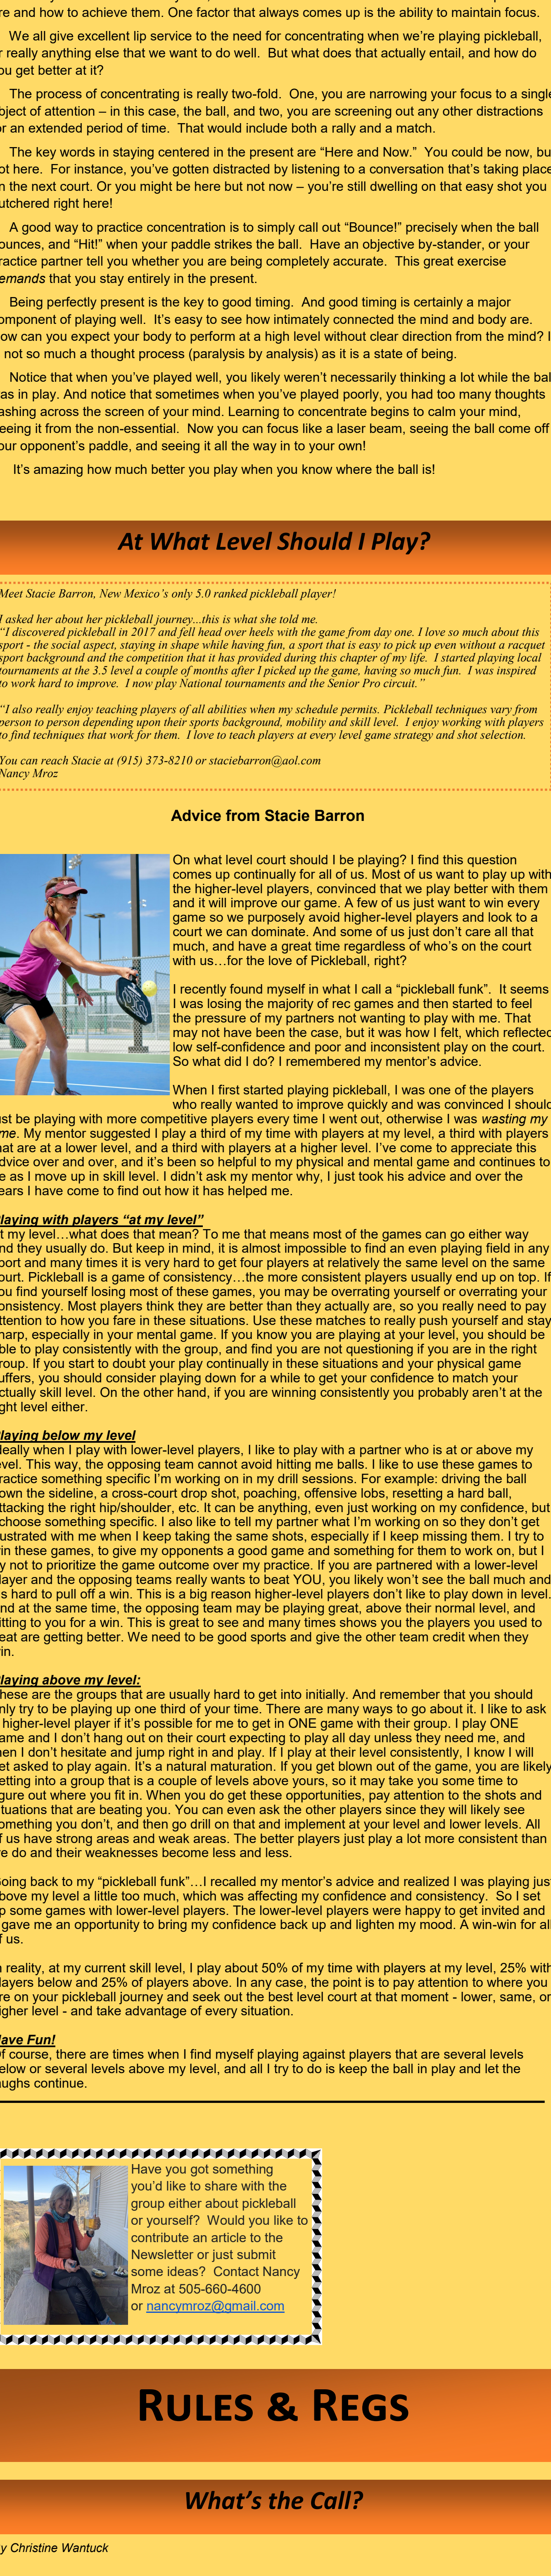 re and how to achieve them. One factor that always comes up is the ability to maintain focus.
We all give excellent lip service to the need for concentrating when we're playing pickleball,
r really anything else that we want to do well. But what does that actually entail, and how do
ou get better at it?
The process of concentrating is really two-fold. One, you are narrowing your focus to a single
bject of attention – in this case, the ball, and two, you are screening out any other distractions
or an extended period of time. That would include both a rally and a match.
The key words in staying centered in the present are "Here and Now." You could be now, bu
ot here. For instance, you've gotten distracted by listening to a conversation that's taking place
n the next court. Or you might be here but not now – you're still dwelling on that easy shot you
utchered right here!
A good way to practice concentration is to simply call out "Bounce!" precisely when the ball
ounces, and "Hit!" when your paddle strikes the ball. Have an objective by-stander, or your
ractice partner tell you whether you are being completely accurate. This great exercise
emands that you stay entirely in the present.
Being perfectly present is the key to good timing. And good timing is certainly a major
omponent of playing well. It's easy to see how intimately connected the mind and body are.
ow can you expect your body to perform at a high level without clear direction from the mind? I
not so much a thought process (paralysis by analysis) as it is a state of being.
Notice that when you've played well, you likely weren't necessarily thinking a lot while the bal
as in play. And notice that sometimes when you've played poorly, you had too many thoughts
ashing across the screen of your mind. Learning to concentrate begins to calm your mind,
eeing it from the non-essential. Now you can focus like a laser beam, seeing the ball come off
our opponent's paddle, and seeing it all the way in to your own!
It's amazing how much better you play when you know where the ball is!
At What Level Should I Play?
Meet Stacie Barron, New Mexico's only 5.0 ranked pickleball player!
I asked her about her pickleball journey...this is what she told me.
"I discovered pickleball in 2017 and fell head over heels with the game from day one. I love so much about this
sport - the social aspect, staying in shape while having fun, a sport that is easy to pick up even without a racquet
sport background and the competition that it has provided during this chapter of my life. I started playing local
tournaments at the 3.5 level a couple of months after I picked up the game, having so much fun. I was inspired
to work hard to improve. I now play National tournaments and the Senior Pro circuit."
"I also really enjoy teaching players of all abilities when my schedule permits. Pickleball techniques vary from
person to person depending upon their sports background, mobility and skill level. I enjoy working with players
to find techniques that work for them. I love to teach players at every level game strategy and shot selection.
You can reach Stacie at (915) 373-8210 or staciebarron@aol.com
Nancy Mroz
Advice from Stacie Barron
On what level court should I be playing? I find this question
comes up continually for all of us. Most of us want to play up with
the higher-level players, convinced that we play better with them
and it will improve our game. A few of us just want to win every
game so we purposely avoid higher-level players and look to a
court we can dominate. And some of us just don't care all that
much, and have a great time regardless of who's on the court
with us…for the love of Pickleball, right?
I recently found myself in what I call a "pickleball funk". It seems
I was losing the majority of rec games and then started to feel
the pressure of my partners not wanting to play with me. That
may not have been the case, but it was how I felt, which reflected
low self-confidence and poor and inconsistent play on the court.
So what did I do? I remembered my mentor's advice.
When I first started playing pickleball, I was one of the players
who really wanted to improve quickly and was convinced I should
ust be playing with more competitive players every time I went out, otherwise I was wasting my
me. My mentor suggested I play a third of my time with players at my level, a third with players
hat are at a lower level, and a third with players at a higher level. I've come to appreciate this
dvice over and over, and it's been so helpful to my physical and mental game and continues to
e as I move up in skill level. I didn't ask my mentor why, I just took his advice and over the
ears I have come to find out how it has helped me.
laying with players "at my level"
t my level…what does that mean? To me that means most of the games can go either way
nd they usually do. But keep in mind, it is almost impossible to find an even playing field in any
port and many times it is very hard to get four players at relatively the same level on the same
ourt. Pickleball is a game of consistency…the more consistent players usually end up on top. If
ou find yourself losing most of these games, you may be overrating yourself or overrating your
onsistency. Most players think they are better than they actually are, so you really need to pay
ttention to how you fare in these situations. Use these matches to really push yourself and stay
harp, especially in your mental game. If you know you are playing at your level, you should be
ble to play consistently with the group, and find you are not questioning if you are in the right
roup. If you start to doubt your play continually in these situations and your physical game
uffers, you should consider playing down for a while to get your confidence to match your
ctually skill level. On the other hand, if you are winning consistently you probably aren't at the
ght level either.
laying below my level
deally when I play with lower-level players, I like to play with a partner who is at or above my
evel. This way, the opposing team cannot avoid hitting me balls. I like to use these games to
ractice something specific I'm working on in my drill sessions. For example: driving the ball
own the sideline, a cross-court drop shot, poaching, offensive lobs, resetting a hard ball,
ttacking the right hip/shoulder, etc. It can be anything, even just working on my confidence, but
choose something specific. I also like to tell my partner what I'm working on so they don't get
ustrated with me when I keep taking the same shots, especially if I keep missing them. I try to
in these games, to give my opponents a good game and something for them to work on, but I
y not to prioritize the game outcome over my practice. If you are partnered with a lower-level
layer and the opposing teams really wants to beat YOU, you likely won't see the ball much and
s hard to pull off a win. This is a big reason higher-level players don't like to play down in level.
nd at the same time, the opposing team may be playing great, above their normal level, and
itting to you for a win. This is great to see and many times shows you the players you used to
eat are getting better. We need to be good sports and give the other team credit when they
in.
laying above my level:
hese are the groups that are usually hard to get into initially. And remember that you should
nly try to be playing up one third of your time. There are many ways to go about it. I like to ask
higher-level player if it's possible for me to get in ONE game with their group. I play ONE
ame and I don't hang out on their court expecting to play all day unless they need me, and
hen I don't hesitate and jump right in and play. If I play at their level consistently, I know I will
et asked to play again. It's a natural maturation. If you get blown out of the game, you are likely
etting into a group that is a couple of levels above yours, so it may take you some time to
gure out where you fit in. When you do get these opportunities, pay attention to the shots and
ituations that are beating you. You can even ask the other players since they will likely see
omething you don't, and then go drill on that and implement at your level and lower levels. All
f us have strong areas and weak areas. The better players just play a lot more consistent than
e do and their weaknesses become less and less.
oing back to my "pickleball funk"…I recalled my mentor's advice and realized I was playing just
bove my level a little too much, which was affecting my confidence and consistency. So I set
p some games with lower-level players. The lower-level players were happy to get invited and
gave me an opportunity to bring my confidence back up and lighten my mood. A win-win for all
f us.
n reality, at my current skill level, I play about 50% of my time with players at my level, 25% with
layers below and 25% of players above. In any case, the point is to pay attention to where you
re on your pickleball journey and seek out the best level court at that moment - lower, same, or
igher level - and take advantage of every situation.
ave Fun!
f course, there are times when I find myself playing against players that are several levels
elow or several levels above my level, and all I try to do is keep the ball in play and let the
aughs continue.
Have you got something
you'd like to share with the
group either about pickleball
or yourself? Would you like to
contribute an article to the
Newsletter or just submit
some ideas? Contact Nancy
Mroz at 505-660-4600
or nancymroz@gmail.com
RULES & REGS
What's the Call?
y Christine Wantuck